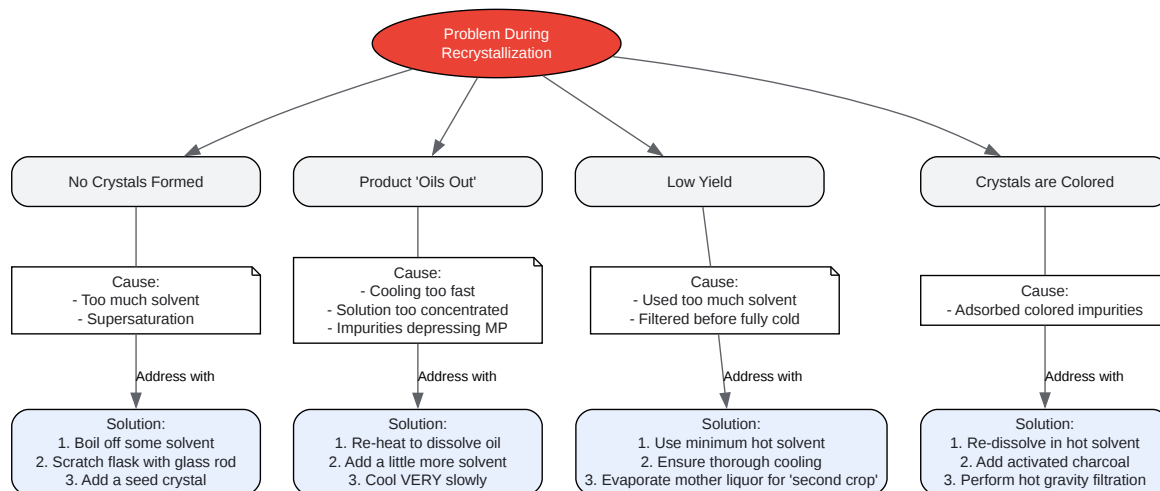 Problem During
Recrystallization
No Crystals Formed
Product 'Oils Out'
Low Yield
Crystals are Colored
Cause:
- Too much solvent
- Supersaturation
Cause:
- Cooling too fast
- Solution too concentrated
- Impurities depressing MP
Cause:
- Used too much solvent
- Filtered before fully cold
Cause:
- Adsorbed colored impurities
Address with
Address with
Address with
Address with
Solution:
1. Boil off some solvent
2. Scratch flask with glass rod
3. Add a seed crystal
Solution:
1. Re-heat to dissolve oil
2. Add a little more solvent
3. Cool VERY slowly
Solution:
1. Use minimum hot solvent
2. Ensure thorough cooling
3. Evaporate mother liquor for 'second crop'
Solution:
1. Re-dissolve in hot solvent
2. Add activated charcoal
3. Perform hot gravity filtration